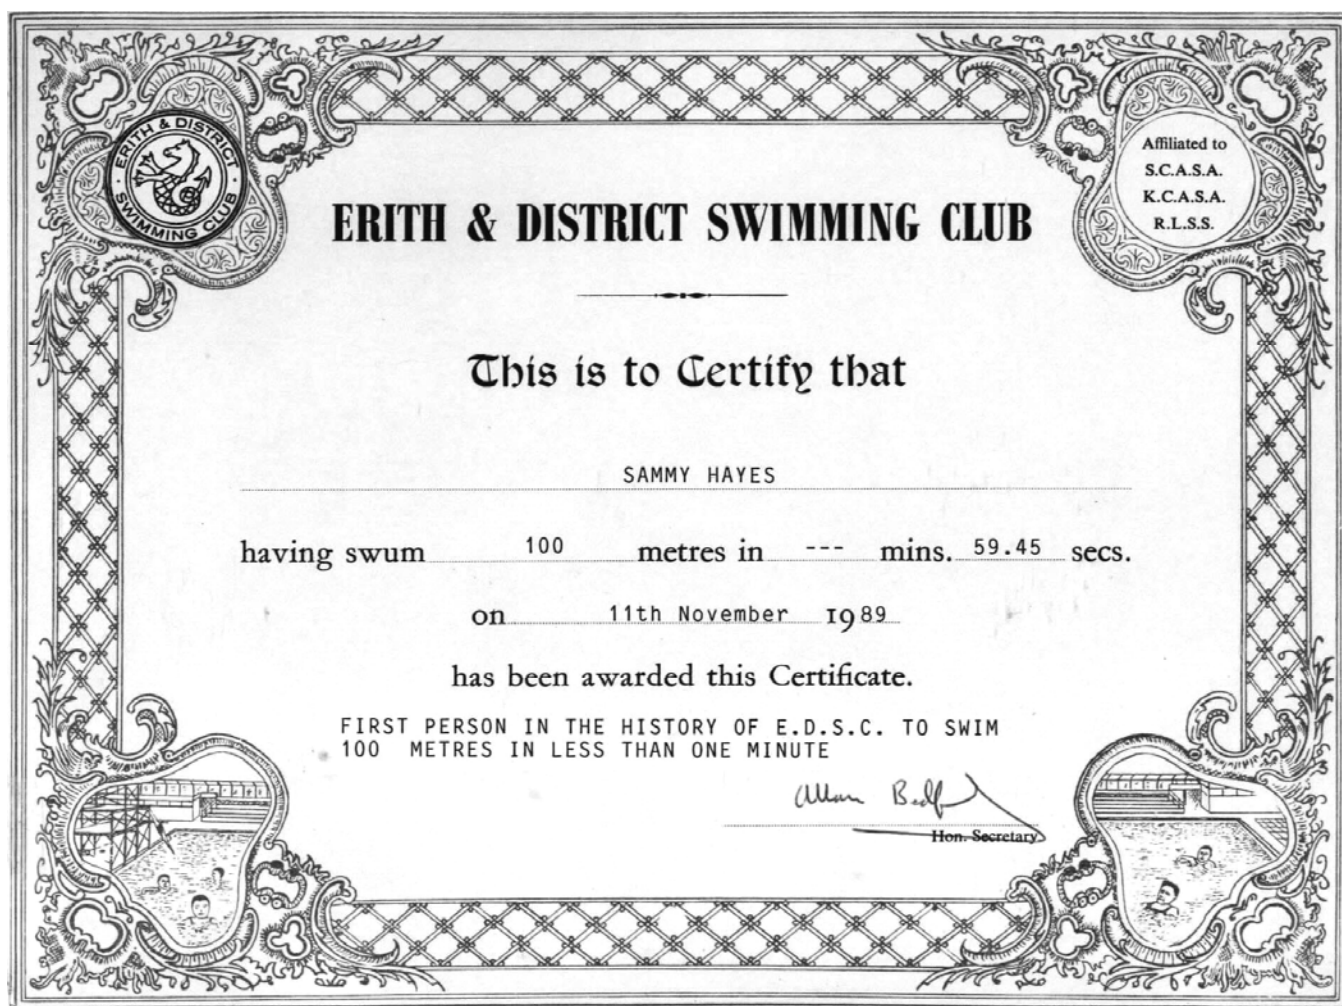 ERITH & DISTRICT
SWIMMING CLUB
Affiliated to
S.C.A.S.A.
K.C.A.S.A.
R.L.S.S.
ERITH & DISTRICT SWIMMING CLUB
This is to Certify that
SAMMY HAYES
having swum 100 metres in --- mins. 59.45 secs.
on 11th November 1989
has been awarded this Certificate.
FIRST PERSON IN THE HISTORY OF E.D.S.C. TO SWIM
100 METRES IN LESS THAN ONE MINUTE
Hon. Secretary